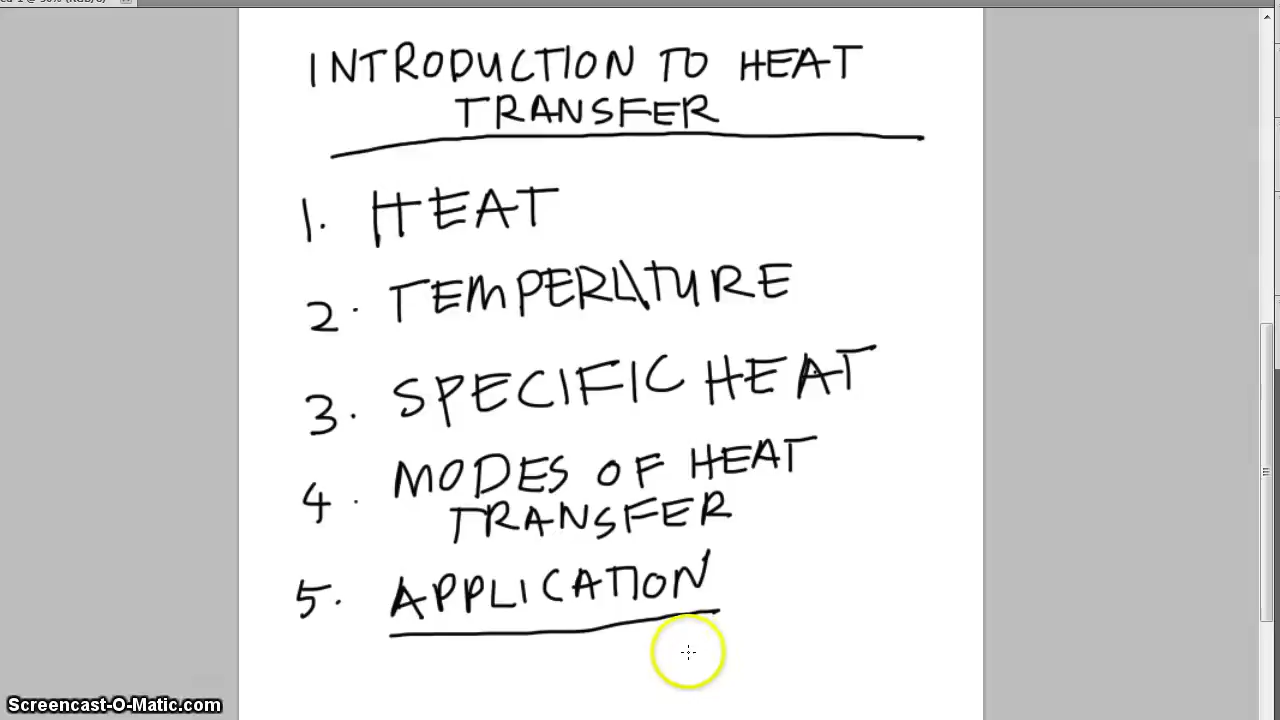 INTRODUCTION TO HEAT
TRANSFER
1. HEAT
2. TEMPERATURE
3. SPECIFIC HEAT
4. MODES OF HEAT
TRANSFER
5. APPLICATION
Screencast-O-Matic.com